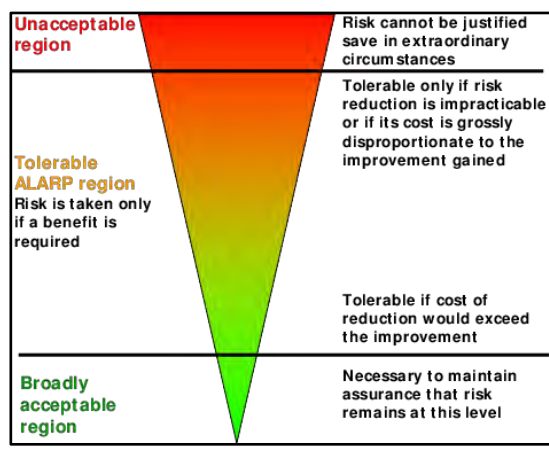 Unacceptable
region
Risk cannot be justified
save in extraordinary
circumstances
Tolerable only if risk
reduction is impracticable
or if its cost is grossly
disproportionate to the
improvement gained
Tolerable
ALARP region
Risk is taken only
if a benefit is
required
Tolerable if cost of
reduction would exceed
the improvement
Broadly
acceptable
region
Necessary to maintain
assurance that risk
remains at this level